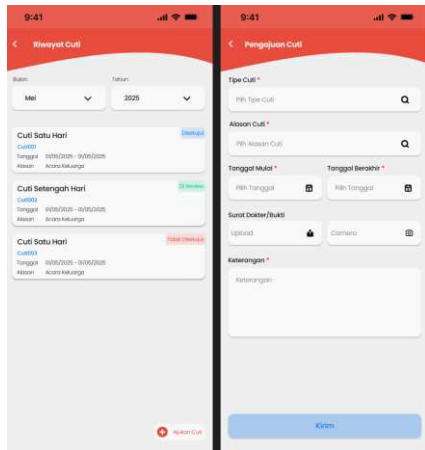 9:41
Riwayat Cuti
Bulan:
Tahun:
Mei
2025
Cuti Satu Hari
Disetujui
Cuti001
Tanggal 01/05/2025 - 01/05/2025
Alasan Acara Keluarga
Cuti Setengah Hari
Di Review
Cuti002
Tanggal 01/05/2025 - 01/05/2025
Alasan Acara Keluarga
Cuti Satu Hari
Tidak Disetujui
Cuti003
Tanggal 01/05/2025 - 01/05/2025
Alasan Acara Keluarga
Ajukan Cuti
9:41
Pengajuan Cuti
Tipe Cuti *
Pilih Tipe Cuti
Alasan Cuti *
Pilih Alasan Cuti
Tanggal Mulai *
Tanggal Berakhir *
Pilih Tanggal
Pilih Tanggal
Surat Dokter/Bukti
Upload
Camera
Keterangan *
Keterangan
Kirim